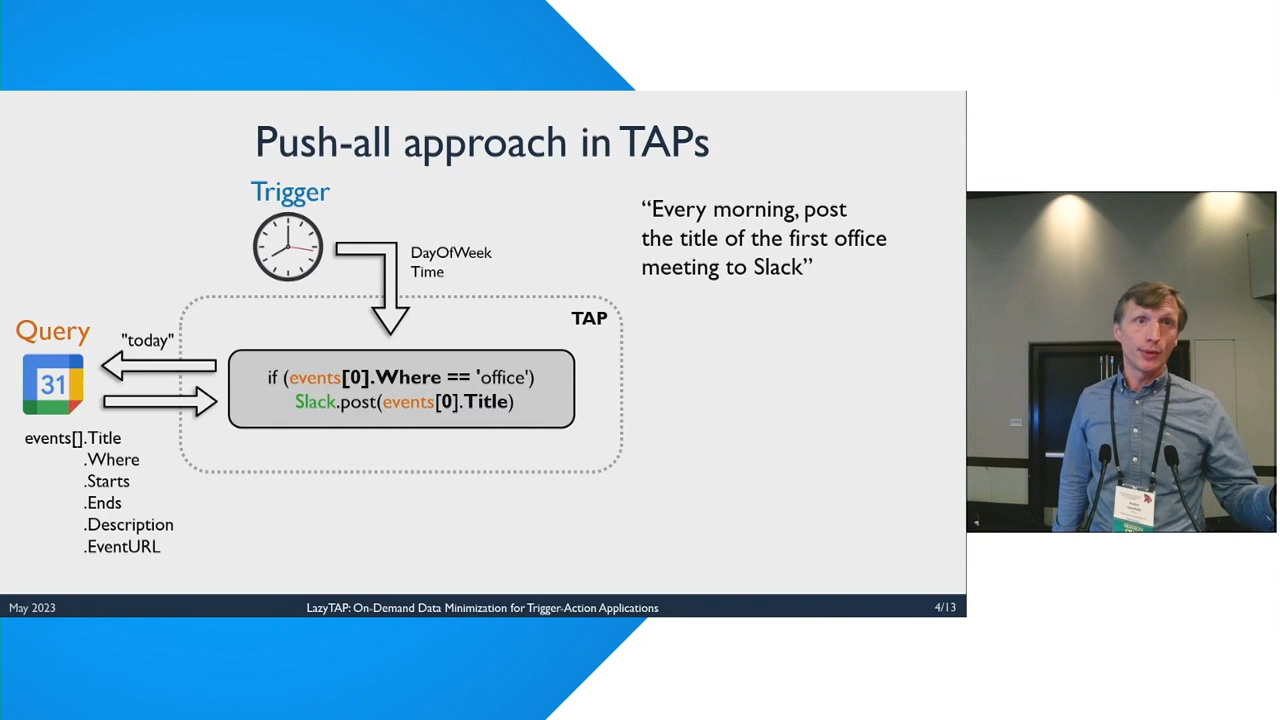 Push-all approach in TAPs
Trigger
DayOfWeek
Time
“Every morning, post
the title of the first office
meeting to Slack”
TAP
Query
"today"
31
if (events[0].Where == 'office')
Slack.post(events[0].Title)
events[].Title
.Where
.Starts
.Ends
.Description
.EventURL
May 2023
LazyTAP: On-Demand Data Minimization for Trigger-Action Applications
4/13
SESSION